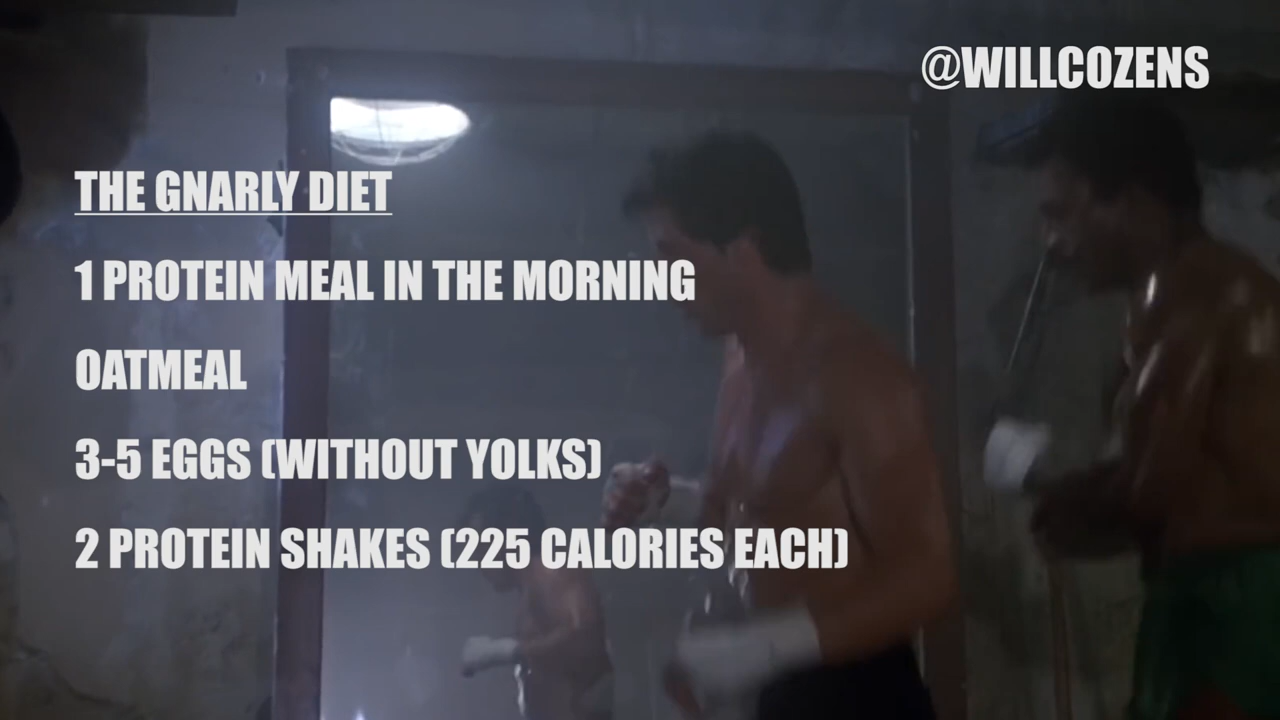 @WILLCOZENS
THE GNARLY DIET
1 PROTEIN MEAL IN THE MORNING
OATMEAL
3-5 EGGS (WITHOUT YOLKS)
2 PROTEIN SHAKES (225 CALORIES EACH)